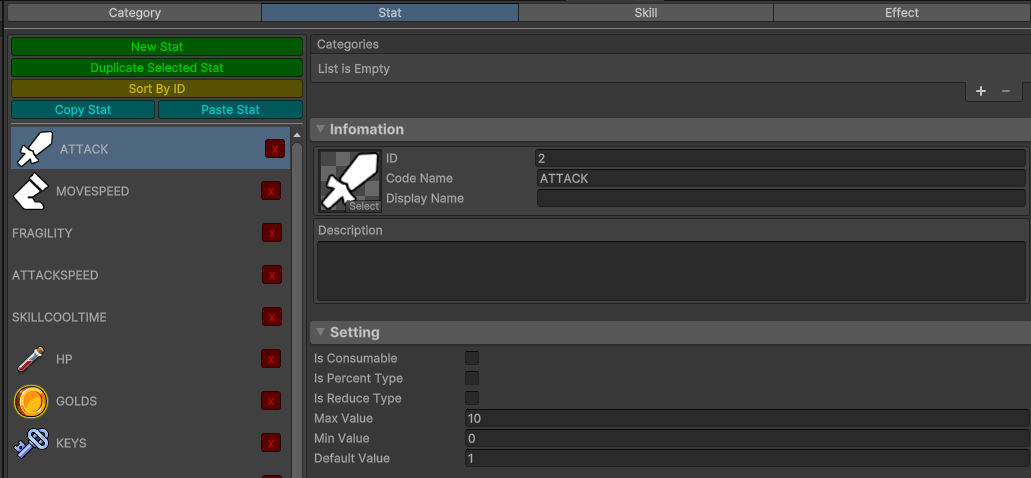 Category Stat Skill Effect
New Stat
Duplicate Selected Stat
Sort By ID
Copy Stat Paste Stat
ATTACK x
MOVESPEED x
FRAGILITY x
ATTACKSPEED x
SKILLCOOLTIME x
HP x
GOLDS x
KEYS x
Categories
List is Empty
+ −
Infomation
Select
ID 2
Code Name ATTACK
Display Name
Description
Setting
Is Consumable
Is Percent Type
Is Reduce Type
Max Value 10
Min Value 0
Default Value 1